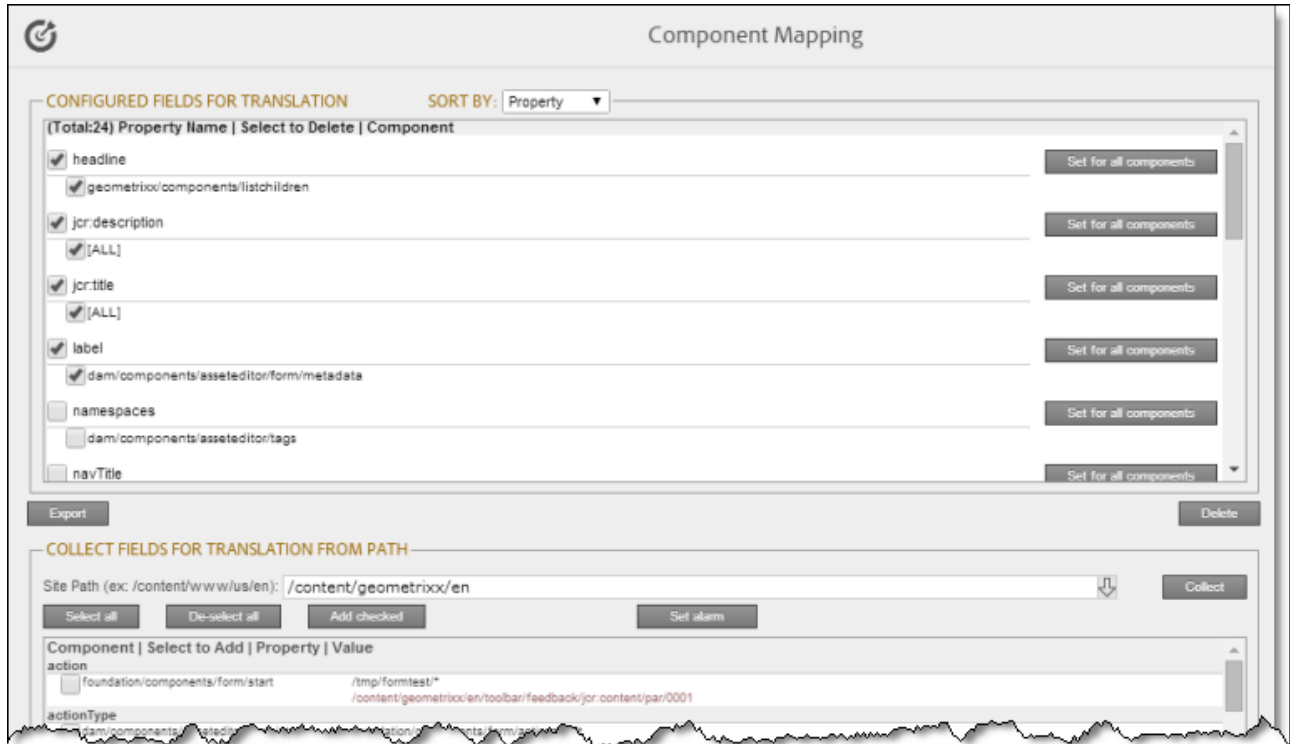 Component Mapping
CONFIGURED FIELDS FOR TRANSLATION SORT BY: Property
(Total:24) Property Name | Select to Delete | Component
headline Set for all components
geometrixx/components/listchildren
jcr:description Set for all components
[ALL]
jcr:title Set for all components
[ALL]
label Set for all components
dam/components/asseteditor/form/metadata
namespaces Set for all components
dam/components/asseteditor/tags
navTitle Set for all components
Export Delete
COLLECT FIELDS FOR TRANSLATION FROM PATH
Site Path (ex: /content/www/us/en): /content/geometrixx/en Collect
Select all De-select all Add checked Set alarm
Component | Select to Add | Property | Value
action
foundation/components/form/start /tmp/formtest/*
/content/geometrixx/en/toolbar/feedback/jcr:content/par/0001
actionType